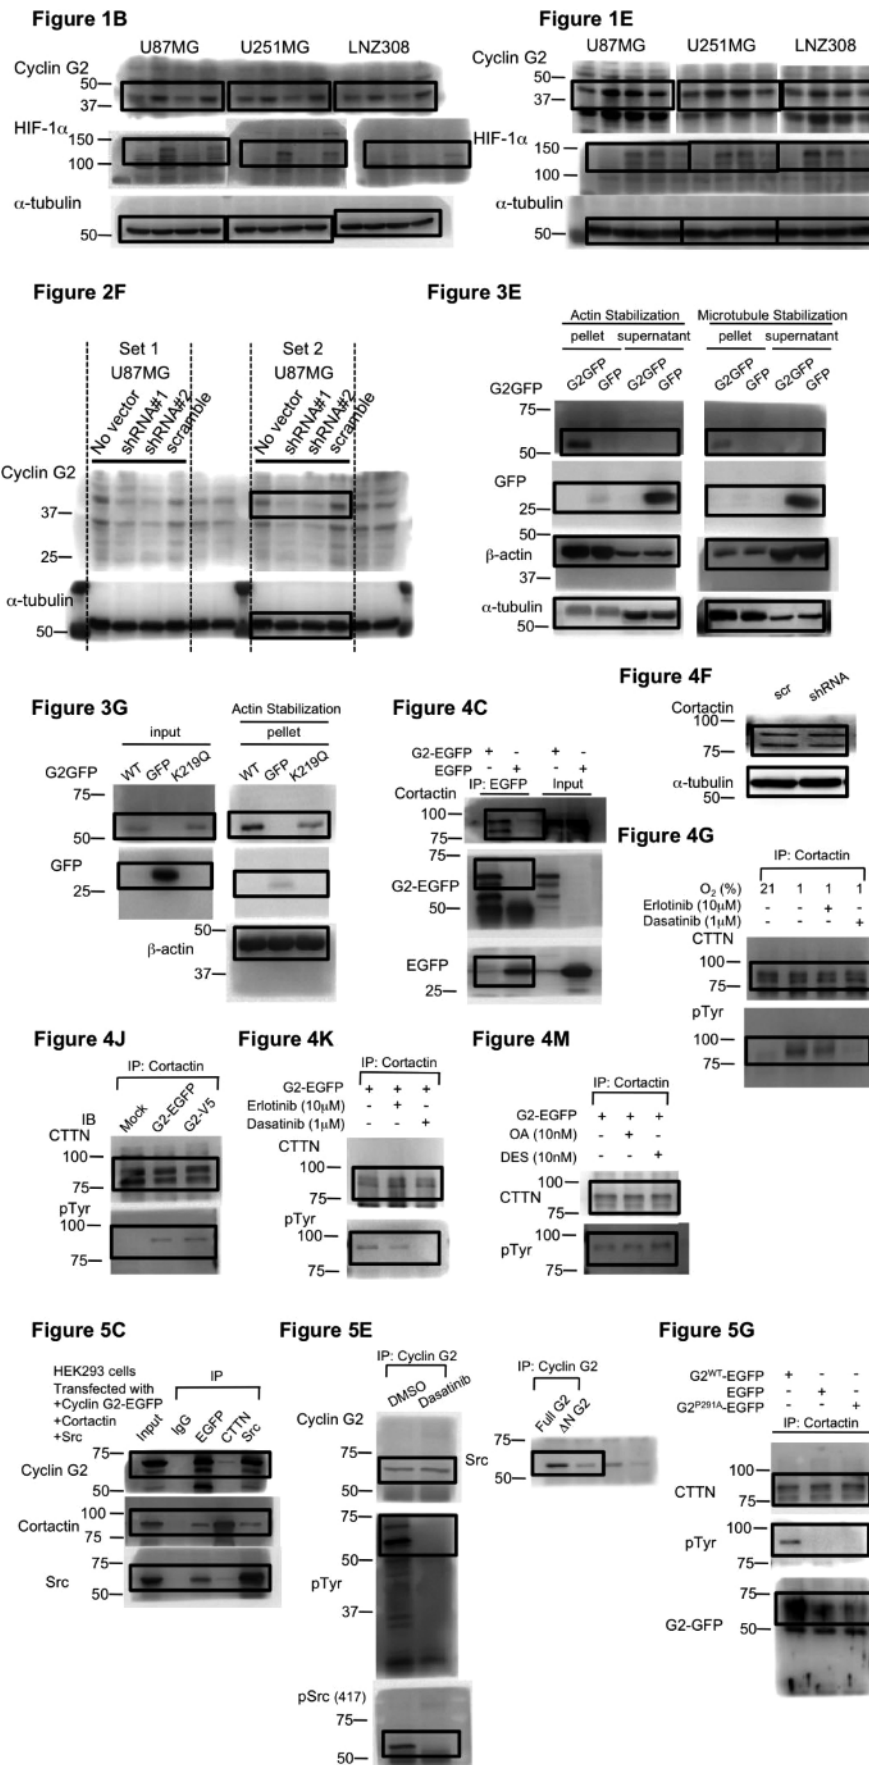 Figure 1B
U87MG U251MG LNZ308
Cyclin G2
50
37
HIF-1α
150
100
α-tubulin
50
Figure 1E
U87MG U251MG LNZ308
Cyclin G2
50
37
HIF-1α
150
100
α-tubulin
50
Figure 2F
Set 1 Set 2
U87MG U87MG
No vector shRNA#1 shRNA#2 scramble No vector shRNA#1 shRNA#2 scramble
Cyclin G2
37
25
α-tubulin
50
Figure 3E
Actin Stabilization Microtubule Stabilization
pellet supernatant pellet supernatant
G2GFP GFP G2GFP GFP G2GFP GFP G2GFP GFP
G2GFP
75
50
GFP
25
50
β-actin
37
α-tubulin
50
Figure 3G
input
Actin Stabilization
pellet
WT GFP K219Q WT GFP K219Q
G2GFP
75
50
GFP
25
50
β-actin
37
Figure 4C
G2-EGFP + - + -
EGFP - + - +
IP: EGFP Input
Cortactin
100
75
75
G2-EGFP
50
EGFP
25
Figure 4F
scr shRNA
Cortactin
100
75
α-tubulin
50
Figure 4G
IP: Cortactin
O₂ (%) 21 1 1 1
Erlotinib (10μM) - - + -
Dasatinib (1μM) - - - +
CTTN
100
75
pTyr
100
75
Figure 4J
IP: Cortactin
Mock G2-EGFP G2-V5
IB
CTTN
100
75
pTyr
100
75
Figure 4K
IP: Cortactin
G2-EGFP + + +
Erlotinib (10μM) - + -
Dasatinib (1μM) - - +
CTTN
100
75
pTyr
100
75
Figure 4M
IP: Cortactin
G2-EGFP + + +
OA (10nM) - + -
DES (10nM) - - +
100
CTTN
75
100
pTyr
75
Figure 5C
HEK293 cells
Transfected with
+Cyclin G2-EGFP
+Cortactin
+Src
IP
Input IgG EGFP CTTN Src
75
Cyclin G2
50
100
Cortactin
75
75
Src
50
Figure 5E
IP: Cyclin G2
DMSO Dasatinib
Cyclin G2
75
50
75
50
pTyr
37
pSrc (417)
75
50
IP: Cyclin G2
Full G2 ΔN G2
75
Src
50
Figure 5G
G2ᵂᵀ-EGFP + - -
EGFP - + -
G2ᴾ²⁹¹ᴬ-EGFP - - +
IP: Cortactin
100
CTTN
75
100
pTyr
75
75
G2-GFP
50